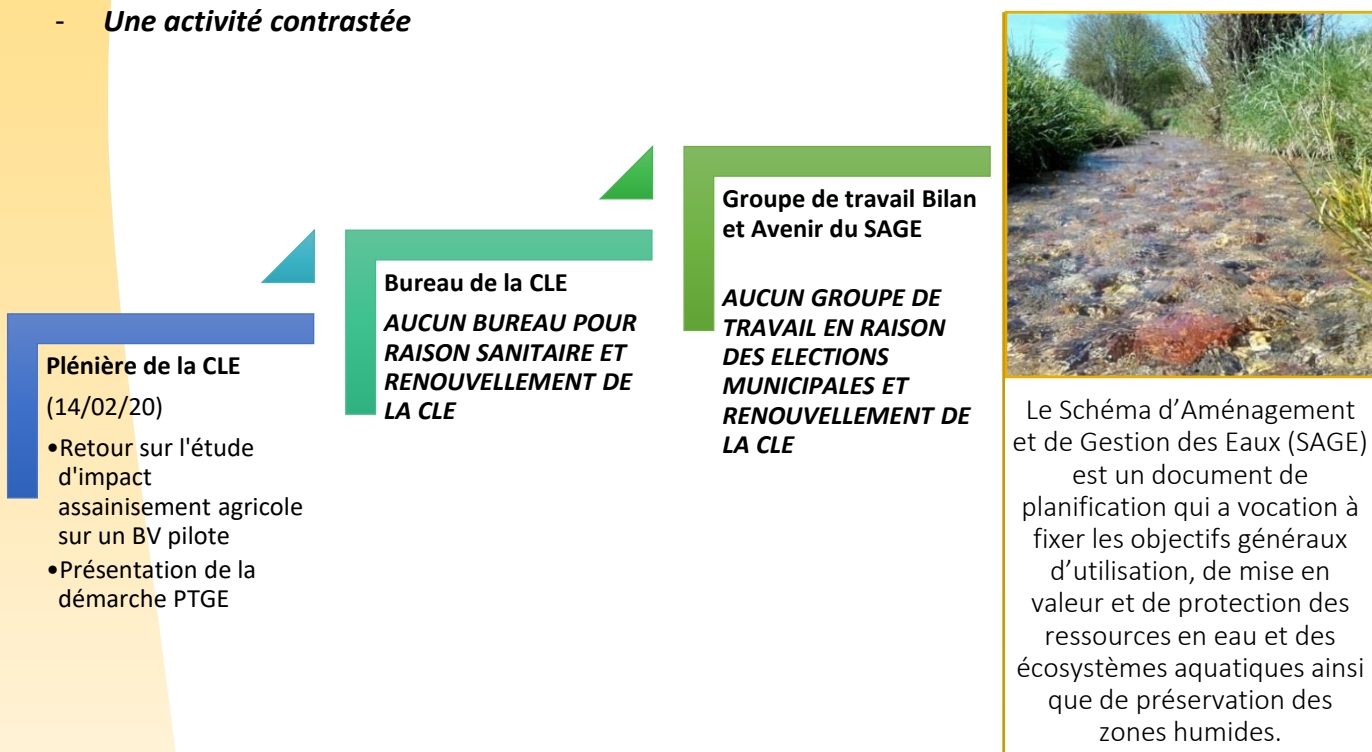 - Une activité contrastée
Plénière de la CLE
(14/02/20)
•Retour sur l'étude
d'impact
assainisement agricole
sur un BV pilote
•Présentation de la
démarche PTGE
Bureau de la CLE
AUCUN BUREAU POUR
RAISON SANITAIRE ET
RENOUVELLEMENT DE
LA CLE
Groupe de travail Bilan
et Avenir du SAGE
AUCUN GROUPE DE
TRAVAIL EN RAISON
DES ELECTIONS
MUNICIPALES ET
RENOUVELLEMENT DE
LA CLE
Le Schéma d’Aménagement
et de Gestion des Eaux (SAGE)
est un document de
planification qui a vocation à
fixer les objectifs généraux
d’utilisation, de mise en
valeur et de protection des
ressources en eau et des
écosystèmes aquatiques ainsi
que de préservation des
zones humides.